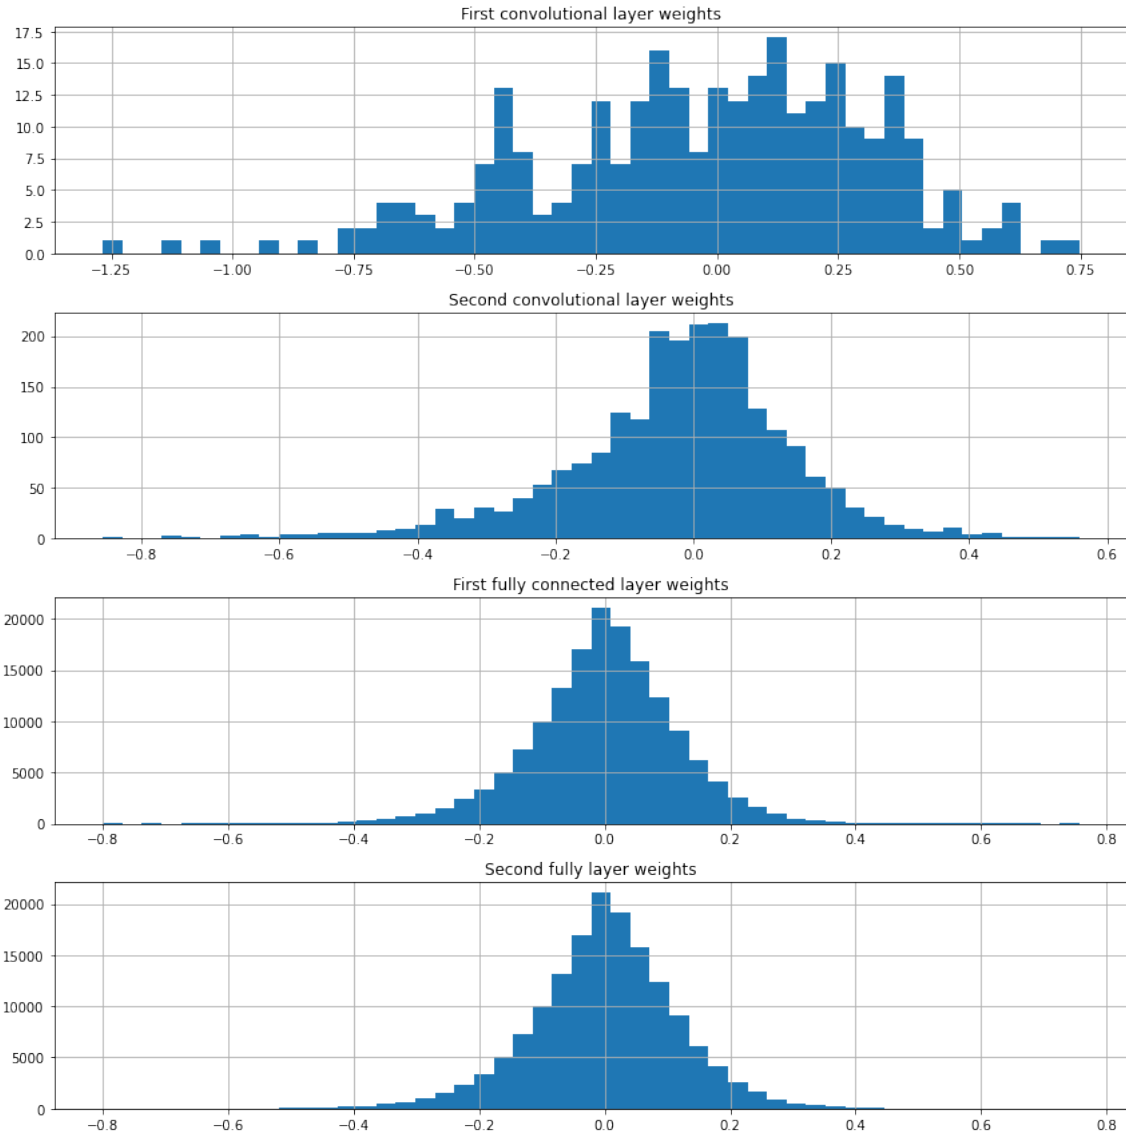 First convolutional layer weights
17.5
15.0
12.5
10.0
7.5
5.0
2.5
0.0
−1.25 −1.00 −0.75 −0.50 −0.25 0.00 0.25 0.50 0.75
Second convolutional layer weights
200
150
100
50
0
−0.8 −0.6 −0.4 −0.2 0.0 0.2 0.4 0.6
First fully connected layer weights
20000
15000
10000
5000
0
−0.8 −0.6 −0.4 −0.2 0.0 0.2 0.4 0.6 0.8
Second fully layer weights
20000
15000
10000
5000
0
−0.8 −0.6 −0.4 −0.2 0.0 0.2 0.4 0.6 0.8